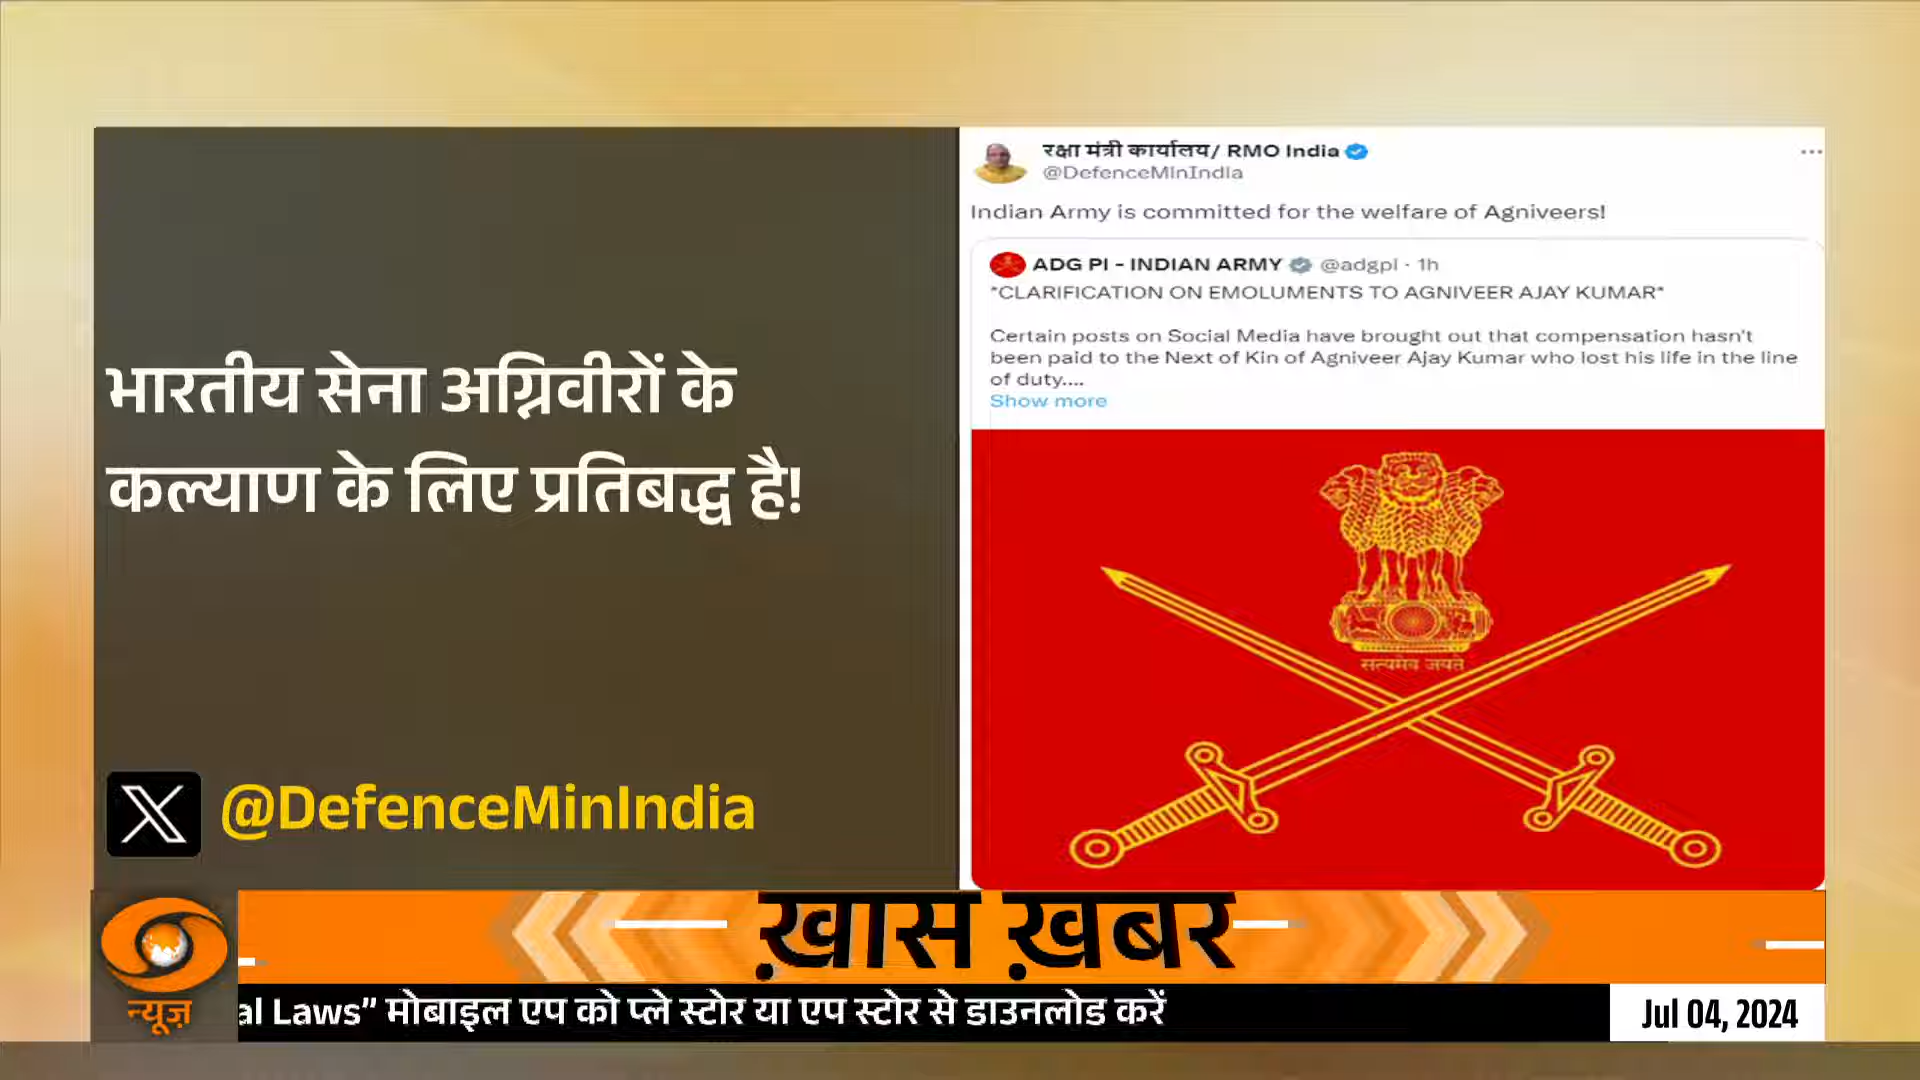 भारतीय सेना अग्निवीरों के
कल्याण के लिए प्रतिबद्ध है!
@DefenceMinIndia
रक्षा मंत्री कार्यालय/ RMO India
@DefenceMinIndia
Indian Army is committed for the welfare of Agniveers!
ADG PI - INDIAN ARMY @adgpi · 1h
*CLARIFICATION ON EMOLUMENTS TO AGNIVEER AJAY KUMAR*
Certain posts on Social Media have brought out that compensation hasn't
been paid to the Next of Kin of Agniveer Ajay Kumar who lost his life in the line
of duty....
Show more
सत्यमेव जयते
ख़ास ख़बर
न्यूज़
al Laws” मोबाइल एप को प्ले स्टोर या एप स्टोर से डाउनलोड करें
Jul 04, 2024